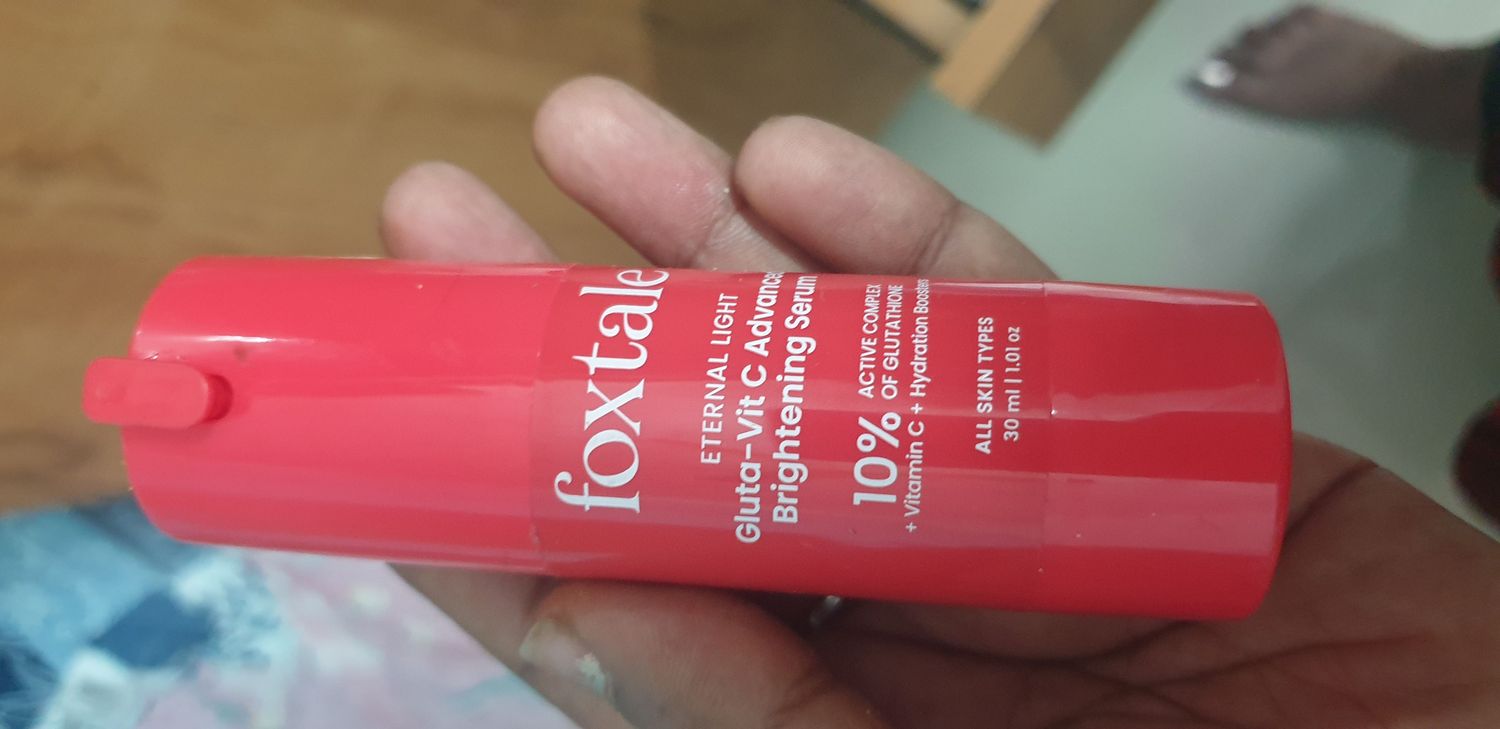 foxtale
ETERNAL LIGHT
Gluta-Vit C Advance
Brightening Serum
10% ACTIVE COMPLEX
OF GLUTATHIONE
+ Vitamin C + Hydration Boosters
ALL SKIN TYPES
30 ml | 1.01 oz